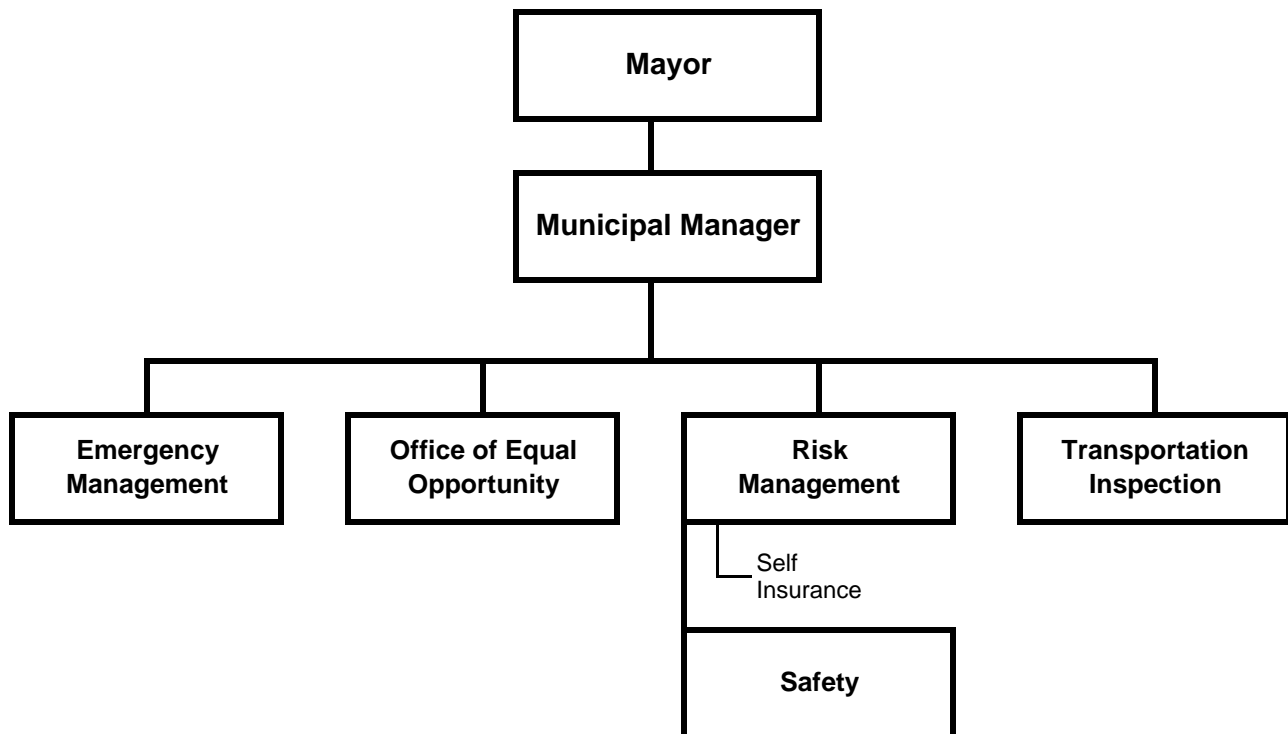 Mayor
Municipal Manager
Emergency
Management
Office of Equal
Opportunity
Risk
Management
Transportation
Inspection
Self
Insurance
Safety